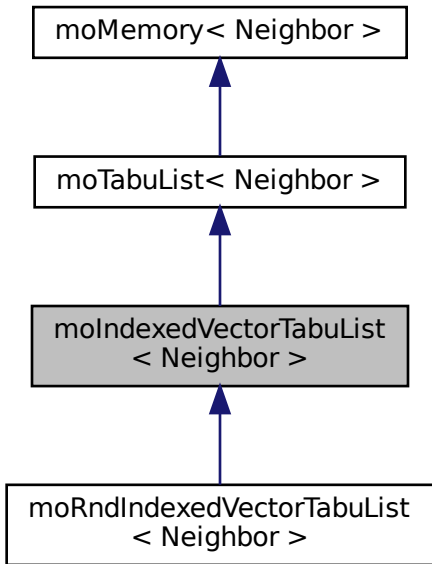 moMemory< Neighbor >
moTabuList< Neighbor >
moIndexedVectorTabuList
< Neighbor >
moRndIndexedVectorTabuList
< Neighbor >